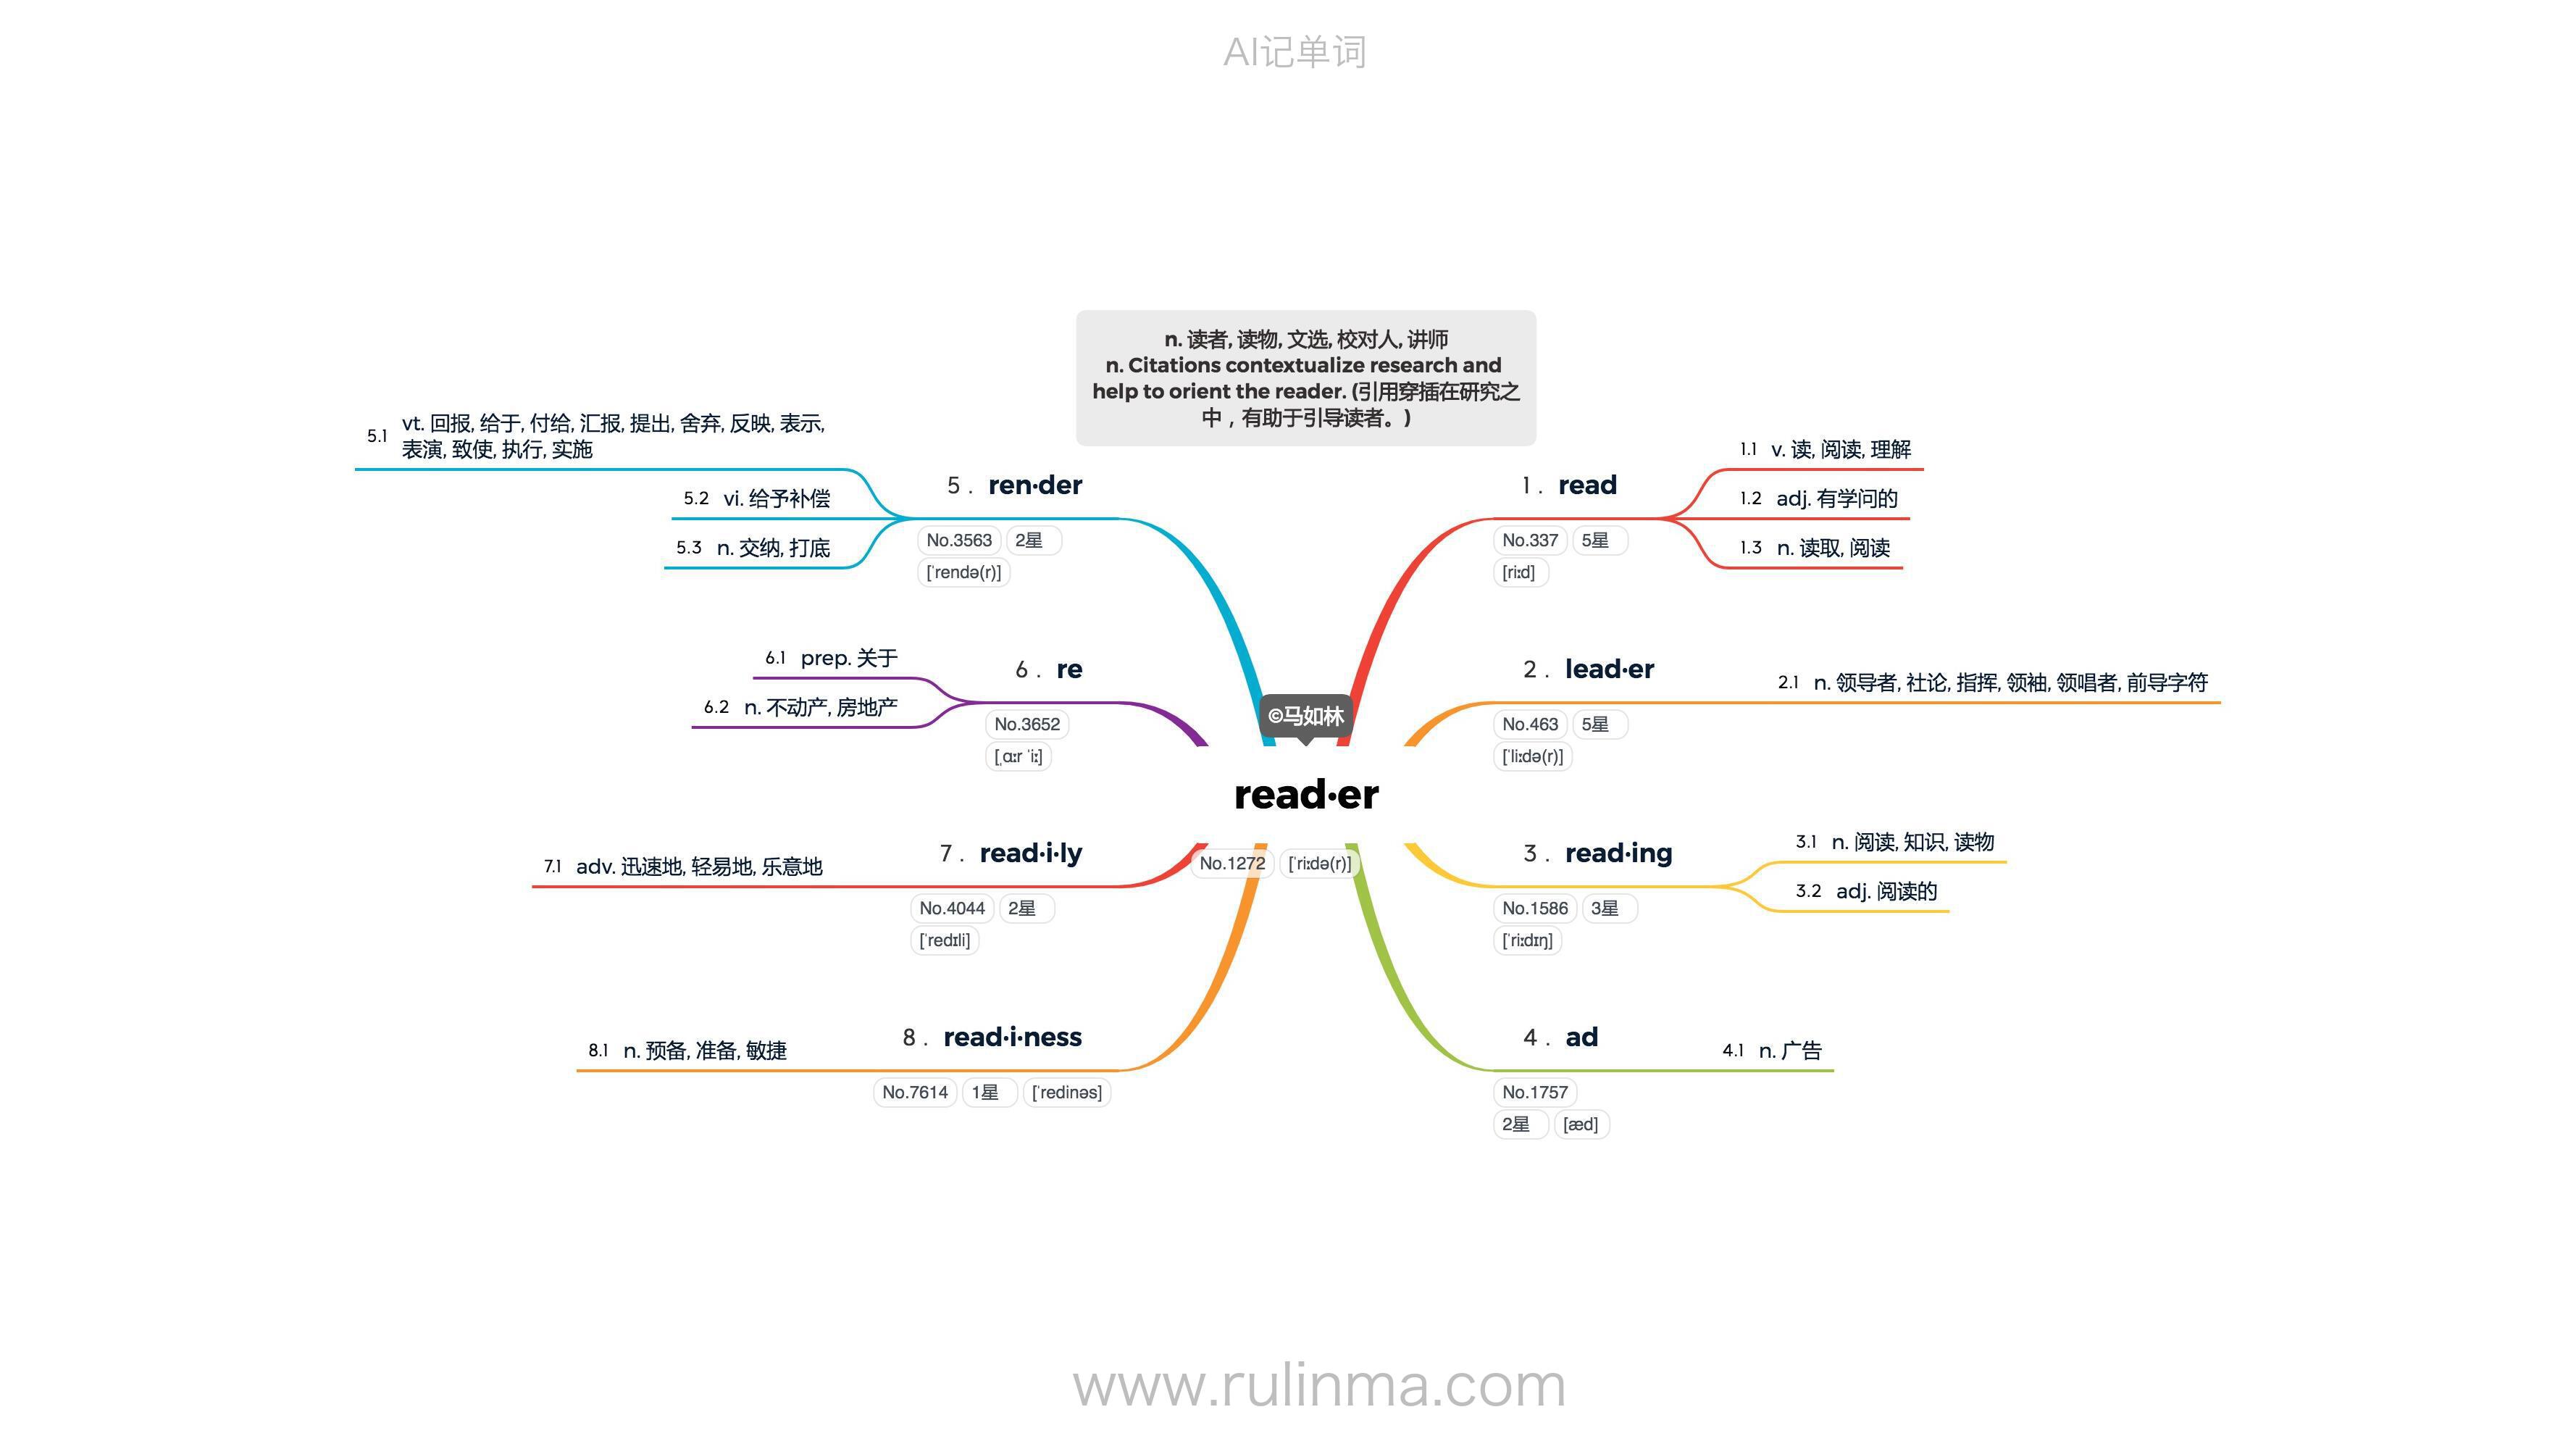 AI记单词
n. 读者, 读物, 文选, 校对人, 讲师
n. Citations contextualize research and
help to orient the reader. (引用穿插在研究之
中，有助于引导读者。)
©马如林
read·er
No.1272 [ˈriːdə(r)]
1. read
No.337 5星
[riːd]
1.1 v. 读, 阅读, 理解
1.2 adj. 有学问的
1.3 n. 读取, 阅读
2. lead·er
No.463 5星
[ˈliːdə(r)]
2.1 n. 领导者, 社论, 指挥, 领袖, 领唱者, 前导字符
3. read·ing
No.1586 3星
[ˈriːdɪŋ]
3.1 n. 阅读, 知识, 读物
3.2 adj. 阅读的
4. ad
No.1757
2星 [æd]
4.1 n. 广告
5. ren·der
No.3563 2星
[ˈrendə(r)]
5.1 vt. 回报, 给于, 付给, 汇报, 提出, 舍弃, 反映, 表示,
表演, 致使, 执行, 实施
5.2 vi. 给予补偿
5.3 n. 交纳, 打底
6. re
No.3652
[ˌɑːr ˈiː]
6.1 prep. 关于
6.2 n. 不动产, 房地产
7. read·i·ly
No.4044 2星
[ˈredɪli]
7.1 adv. 迅速地, 轻易地, 乐意地
8. read·i·ness
No.7614 1星 [ˈredinəs]
8.1 n. 预备, 准备, 敏捷
www.rulinma.com